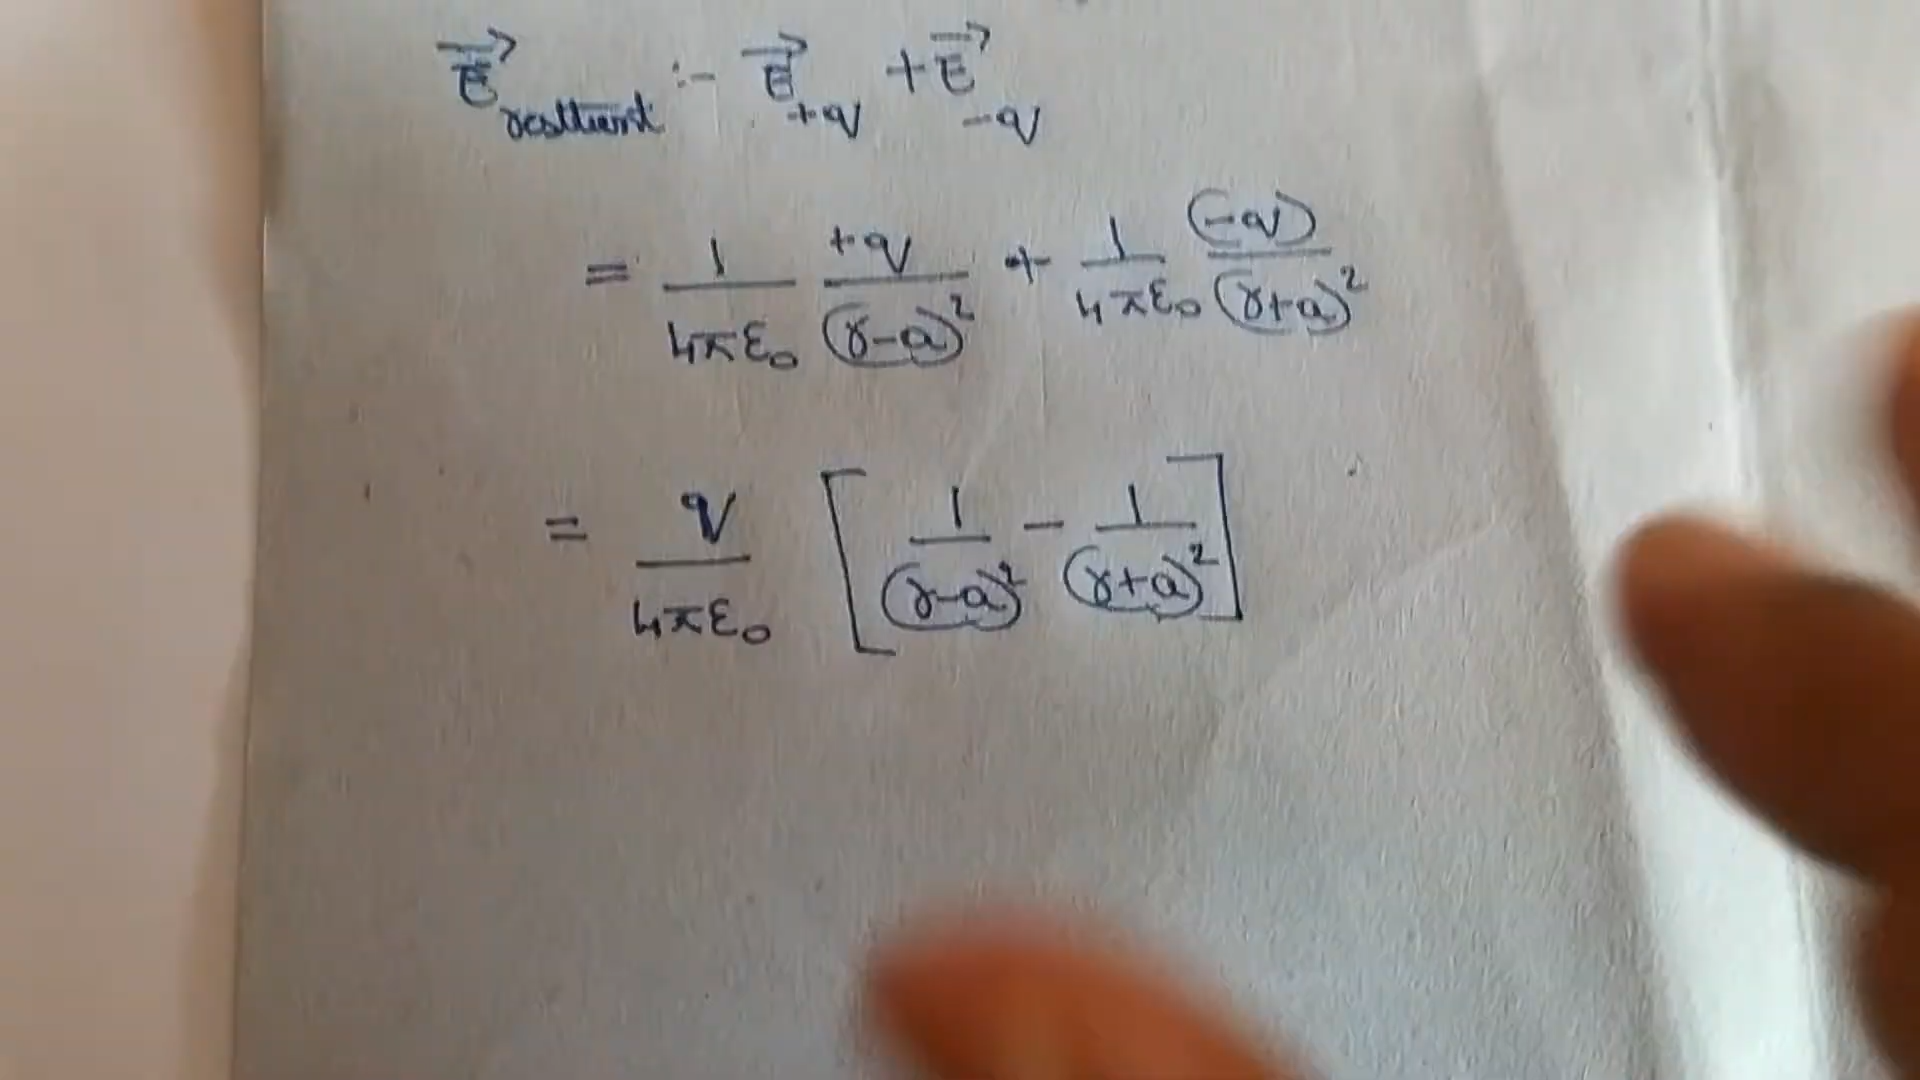 E⃗ resultant :- E⃗ +q + E⃗ -q
= 1/4πε₀ +q/(r-a)² + 1/4πε₀ (-q)/(r+a)²
= q/4πε₀ [1/(r-a)² - 1/(r+a)²]